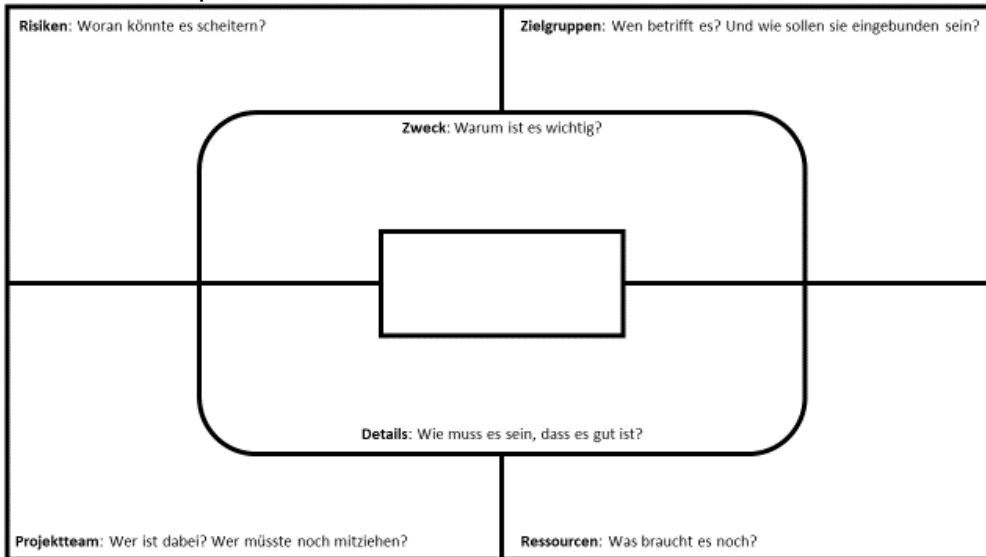 Risiken: Woran könnte es scheitern?
Zielgruppen: Wen betrifft es? Und wie sollen sie eingebunden sein?
Zweck: Warum ist es wichtig?
Details: Wie muss es sein, dass es gut ist?
Projektteam: Wer ist dabei? Wer müsste noch mitziehen?
Ressourcen: Was braucht es noch?